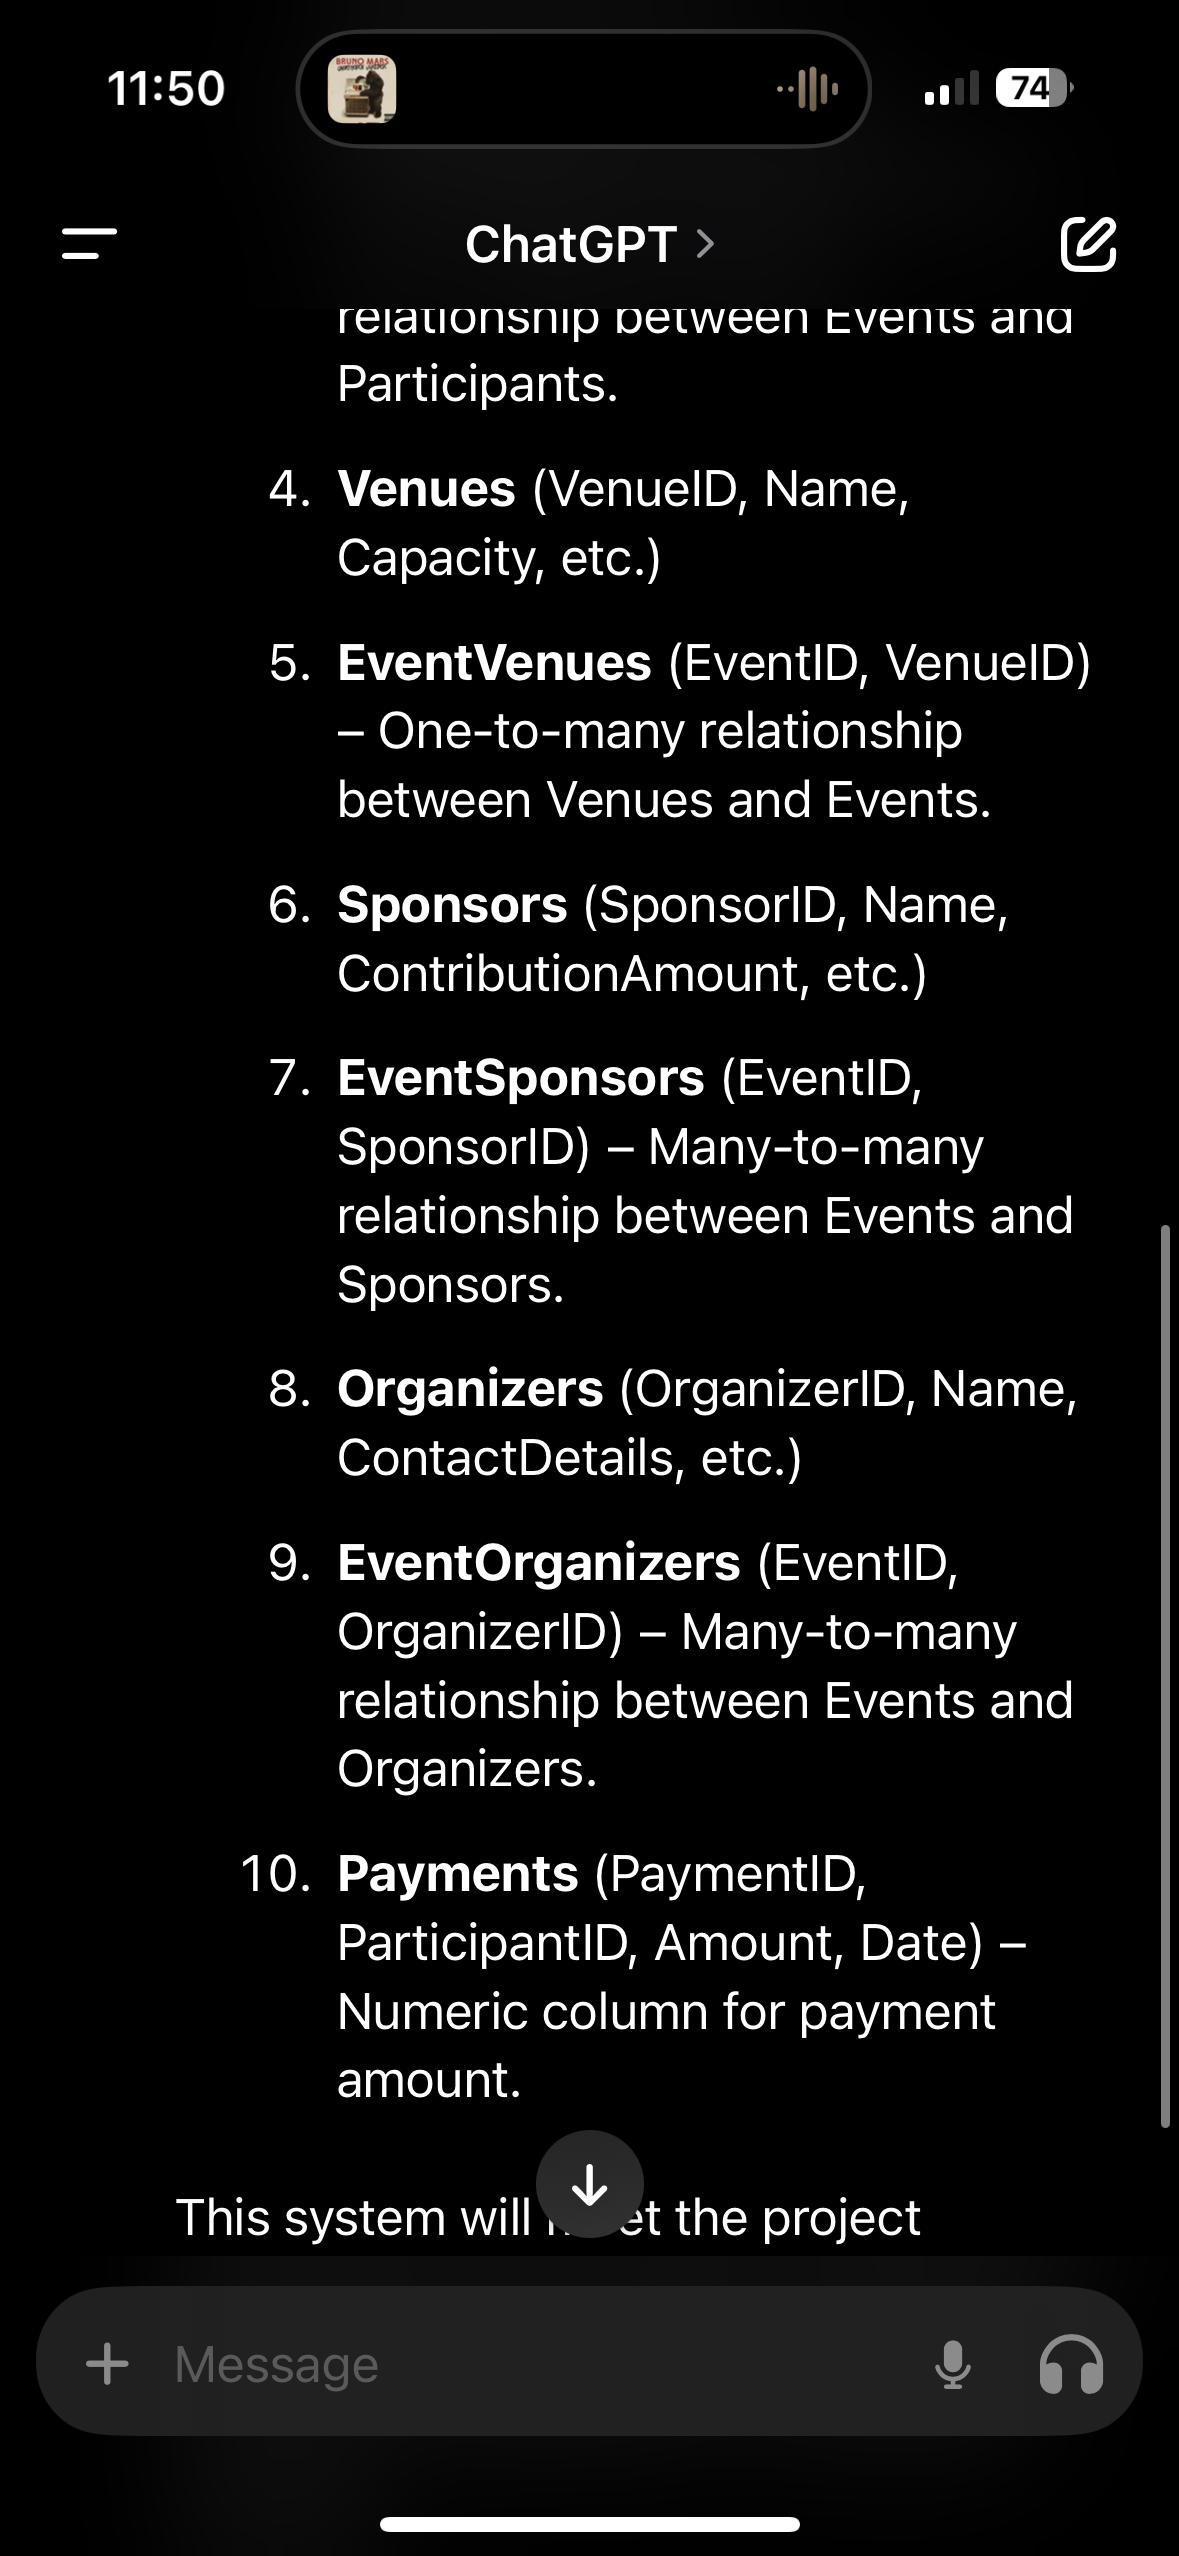 11:50
BRUNO MARS
74
ChatGPT
relationship between Events and
Participants.
4. Venues (VenueID, Name,
Capacity, etc.)
5. EventVenues (EventID, VenueID)
– One-to-many relationship
between Venues and Events.
6. Sponsors (SponsorID, Name,
ContributionAmount, etc.)
7. EventSponsors (EventID,
SponsorID) – Many-to-many
relationship between Events and
Sponsors.
8. Organizers (OrganizerID, Name,
ContactDetails, etc.)
9. EventOrganizers (EventID,
OrganizerID) – Many-to-many
relationship between Events and
Organizers.
10. Payments (PaymentID,
ParticipantID, Amount, Date) –
Numeric column for payment
amount.
This system will the project
Message